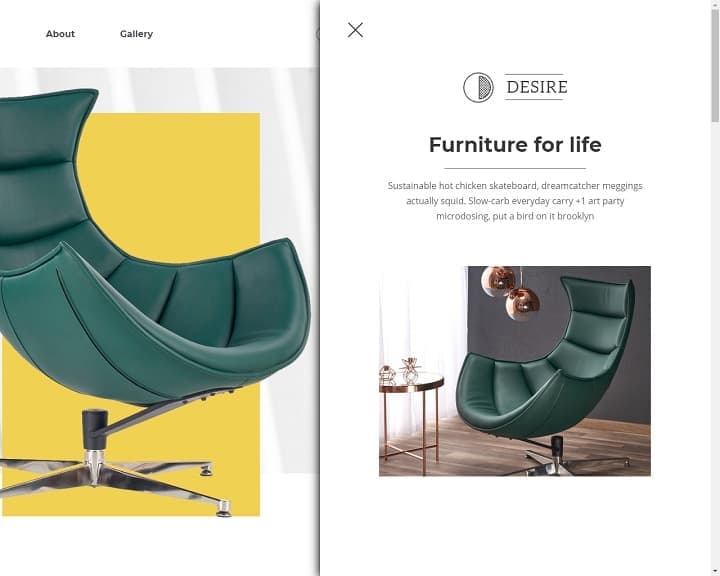 About
Gallery
DESIRE
Furniture for life
Sustainable hot chicken skateboard, dreamcatcher meggings
actually squid. Slow-carb everyday carry +1 art party
microdosing, put a bird on it brooklyn